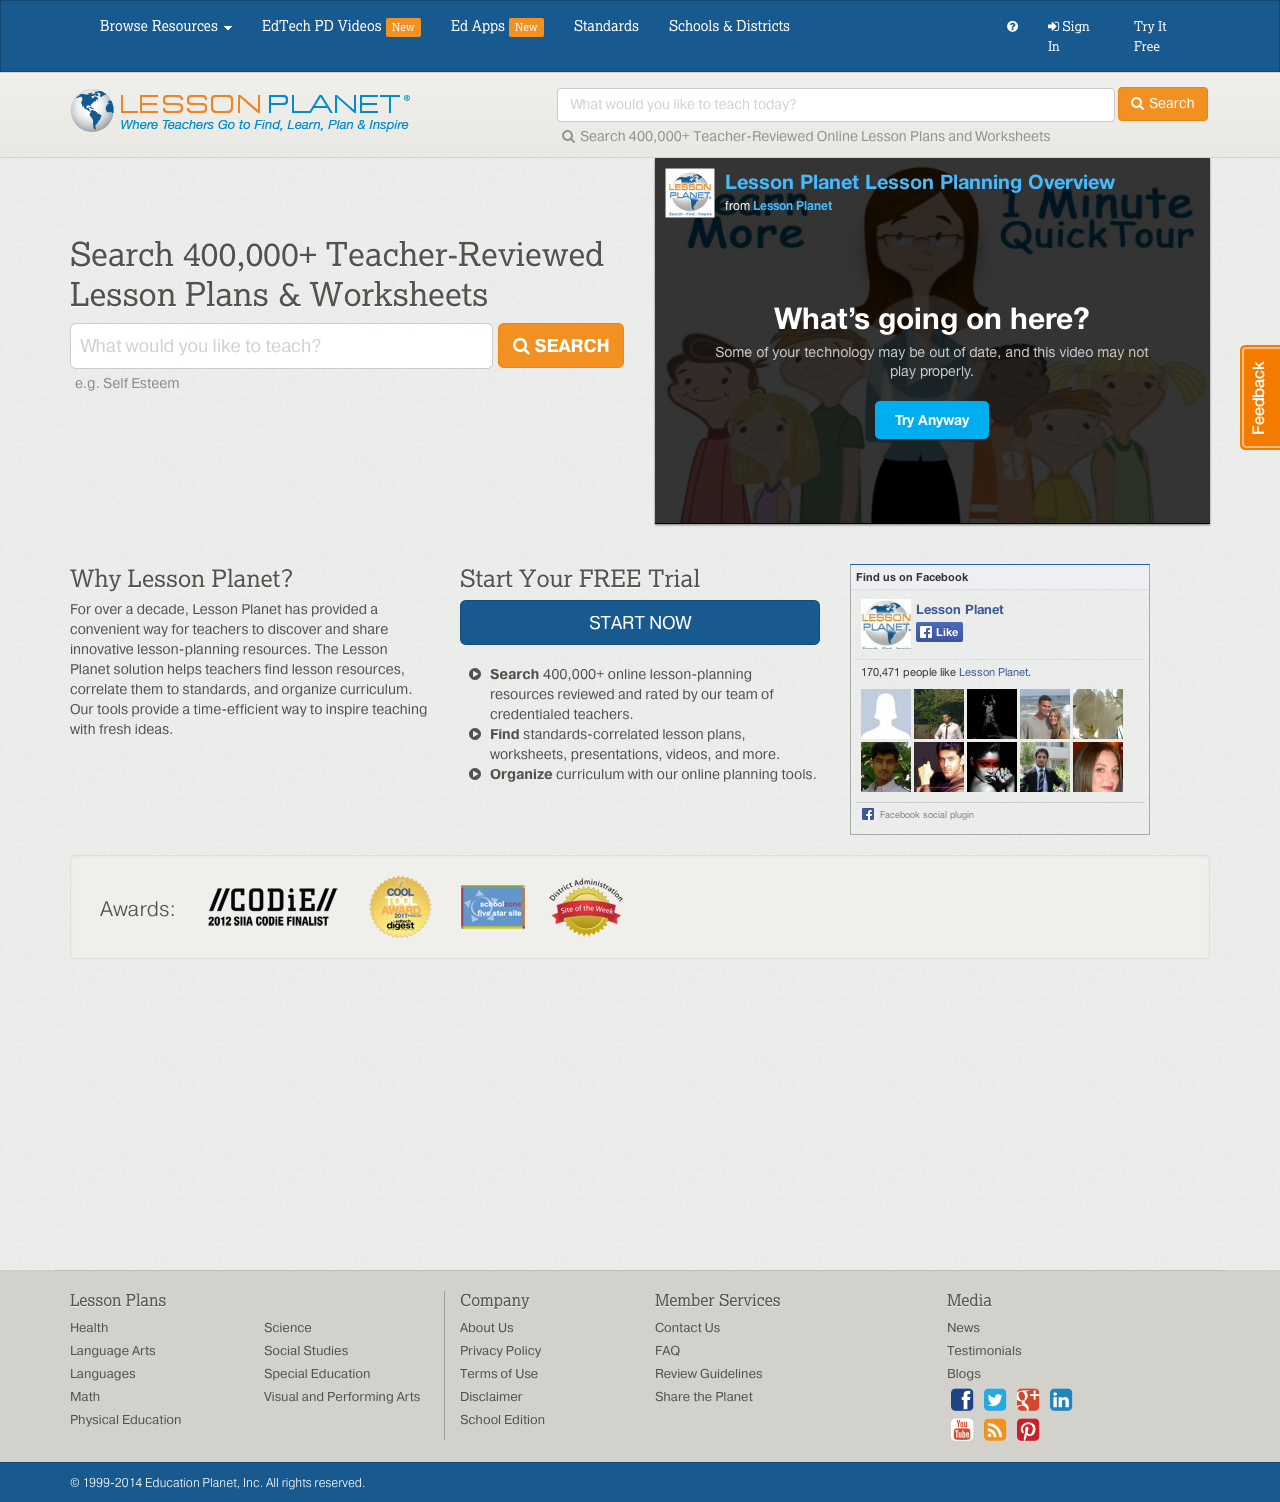 Browse Resources
EdTech PD Videos New
Ed Apps New
Standards
Schools & Districts
Sign In
Try It Free
LESSON PLANET®
Where Teachers Go to Find, Learn, Plan & Inspire
What would you like to teach today?
Search
Search 400,000+ Teacher-Reviewed Online Lesson Plans and Worksheets
Search 400,000+ Teacher-Reviewed
Lesson Plans & Worksheets
What would you like to teach?
SEARCH
e.g. Self Esteem
LESSON PLANET
Lesson Planet Lesson Planning Overview
from Lesson Planet
Learn More
1 Minute QuickTour
What's going on here?
Some of your technology may be out of date, and this video may not
play properly.
Try Anyway
Feedback
Why Lesson Planet?
For over a decade, Lesson Planet has provided a
convenient way for teachers to discover and share
innovative lesson-planning resources. The Lesson
Planet solution helps teachers find lesson resources,
correlate them to standards, and organize curriculum.
Our tools provide a time-efficient way to inspire teaching
with fresh ideas.
Start Your FREE Trial
START NOW
Search 400,000+ online lesson-planning
resources reviewed and rated by our team of
credentialed teachers.
Find standards-correlated lesson plans,
worksheets, presentations, videos, and more.
Organize curriculum with our online planning tools.
Find us on Facebook
LESSON PLANET
Lesson Planet
Like
170,471 people like Lesson Planet.
Facebook social plugin
Awards:
//CODiE//
2012 SIIA CODiE FINALIST
COOL TOOL AWARD 2011 edtech digest
schoolzone
five star site
District Administration
Site of the Week
Lesson Plans
Health
Language Arts
Languages
Math
Physical Education
Science
Social Studies
Special Education
Visual and Performing Arts
Company
About Us
Privacy Policy
Terms of Use
Disclaimer
School Edition
Member Services
Contact Us
FAQ
Review Guidelines
Share the Planet
Media
News
Testimonials
Blogs
You Tube
© 1999-2014 Education Planet, Inc. All rights reserved.